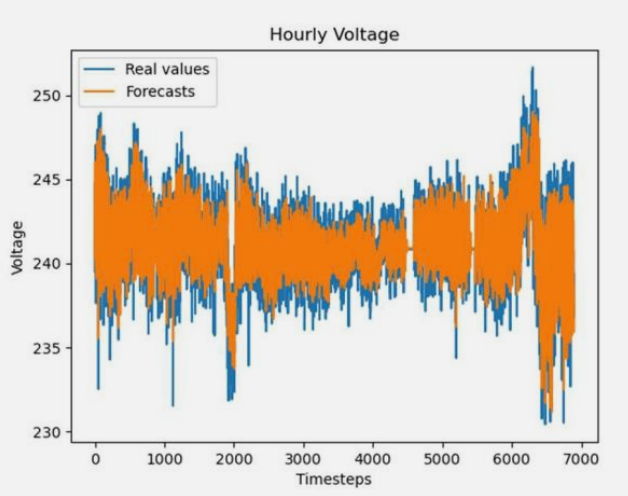 Hourly Voltage
Real values
Forecasts
250
245
240
235
230
Voltage
0 1000 2000 3000 4000 5000 6000 7000
Timesteps